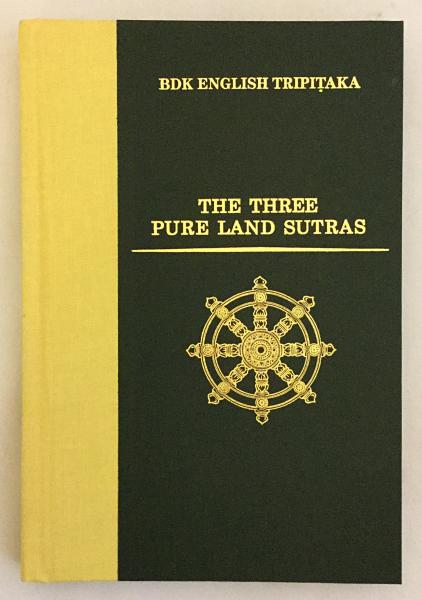 BDK ENGLISH TRIPIṬAKA
THE THREE
PURE LAND SUTRAS